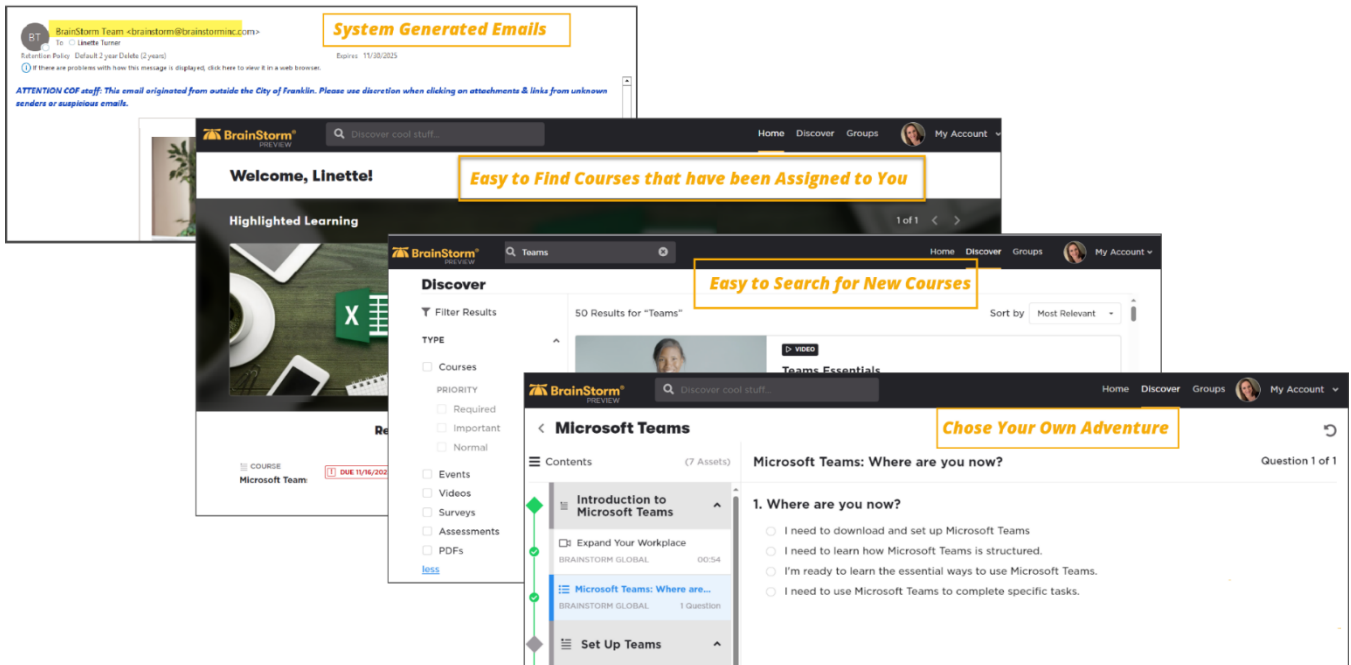 BT
BrainStorm Team <brainstorm@brainstorminc.com>
To Linette Turner
Retention Policy Default 2 year Delete (2 years)
Expires 11/30/2025
If there are problems with how this message is displayed, click here to view it in a web browser.
System Generated Emails
ATTENTION COF staff: This email originated from outside the City of Franklin. Please use discretion when clicking on attachments & links from unknown
senders or suspicious emails.
BrainStorm®
PREVIEW
Discover cool stuff...
Home Discover Groups My Account
Welcome, Linette!
Easy to Find Courses that have been Assigned to You
Highlighted Learning
1 of 1
X
COURSE
Microsoft Team
DUE 11/16/202
BrainStorm®
PREVIEW
Teams
Home Discover Groups My Account
Discover
Easy to Search for New Courses
Filter Results
50 Results for "Teams"
Sort by Most Relevant
TYPE
Courses
PRIORITY
Required
Important
Normal
Events
Videos
Surveys
Assessments
PDFs
less
VIDEO
Teams Essentials
BrainStorm®
PREVIEW
Discover cool stuff...
Home Discover Groups My Account
Microsoft Teams
Chose Your Own Adventure
Contents (7 Assets)
Introduction to
Microsoft Teams
Expand Your Workplace
BRAINSTORM GLOBAL 00:54
Microsoft Teams: Where are...
BRAINSTORM GLOBAL 1 Question
Set Up Teams
Microsoft Teams: Where are you now?
Question 1 of 1
1. Where are you now?
I need to download and set up Microsoft Teams
I need to learn how Microsoft Teams is structured.
I'm ready to learn the essential ways to use Microsoft Teams.
I need to use Microsoft Teams to complete specific tasks.